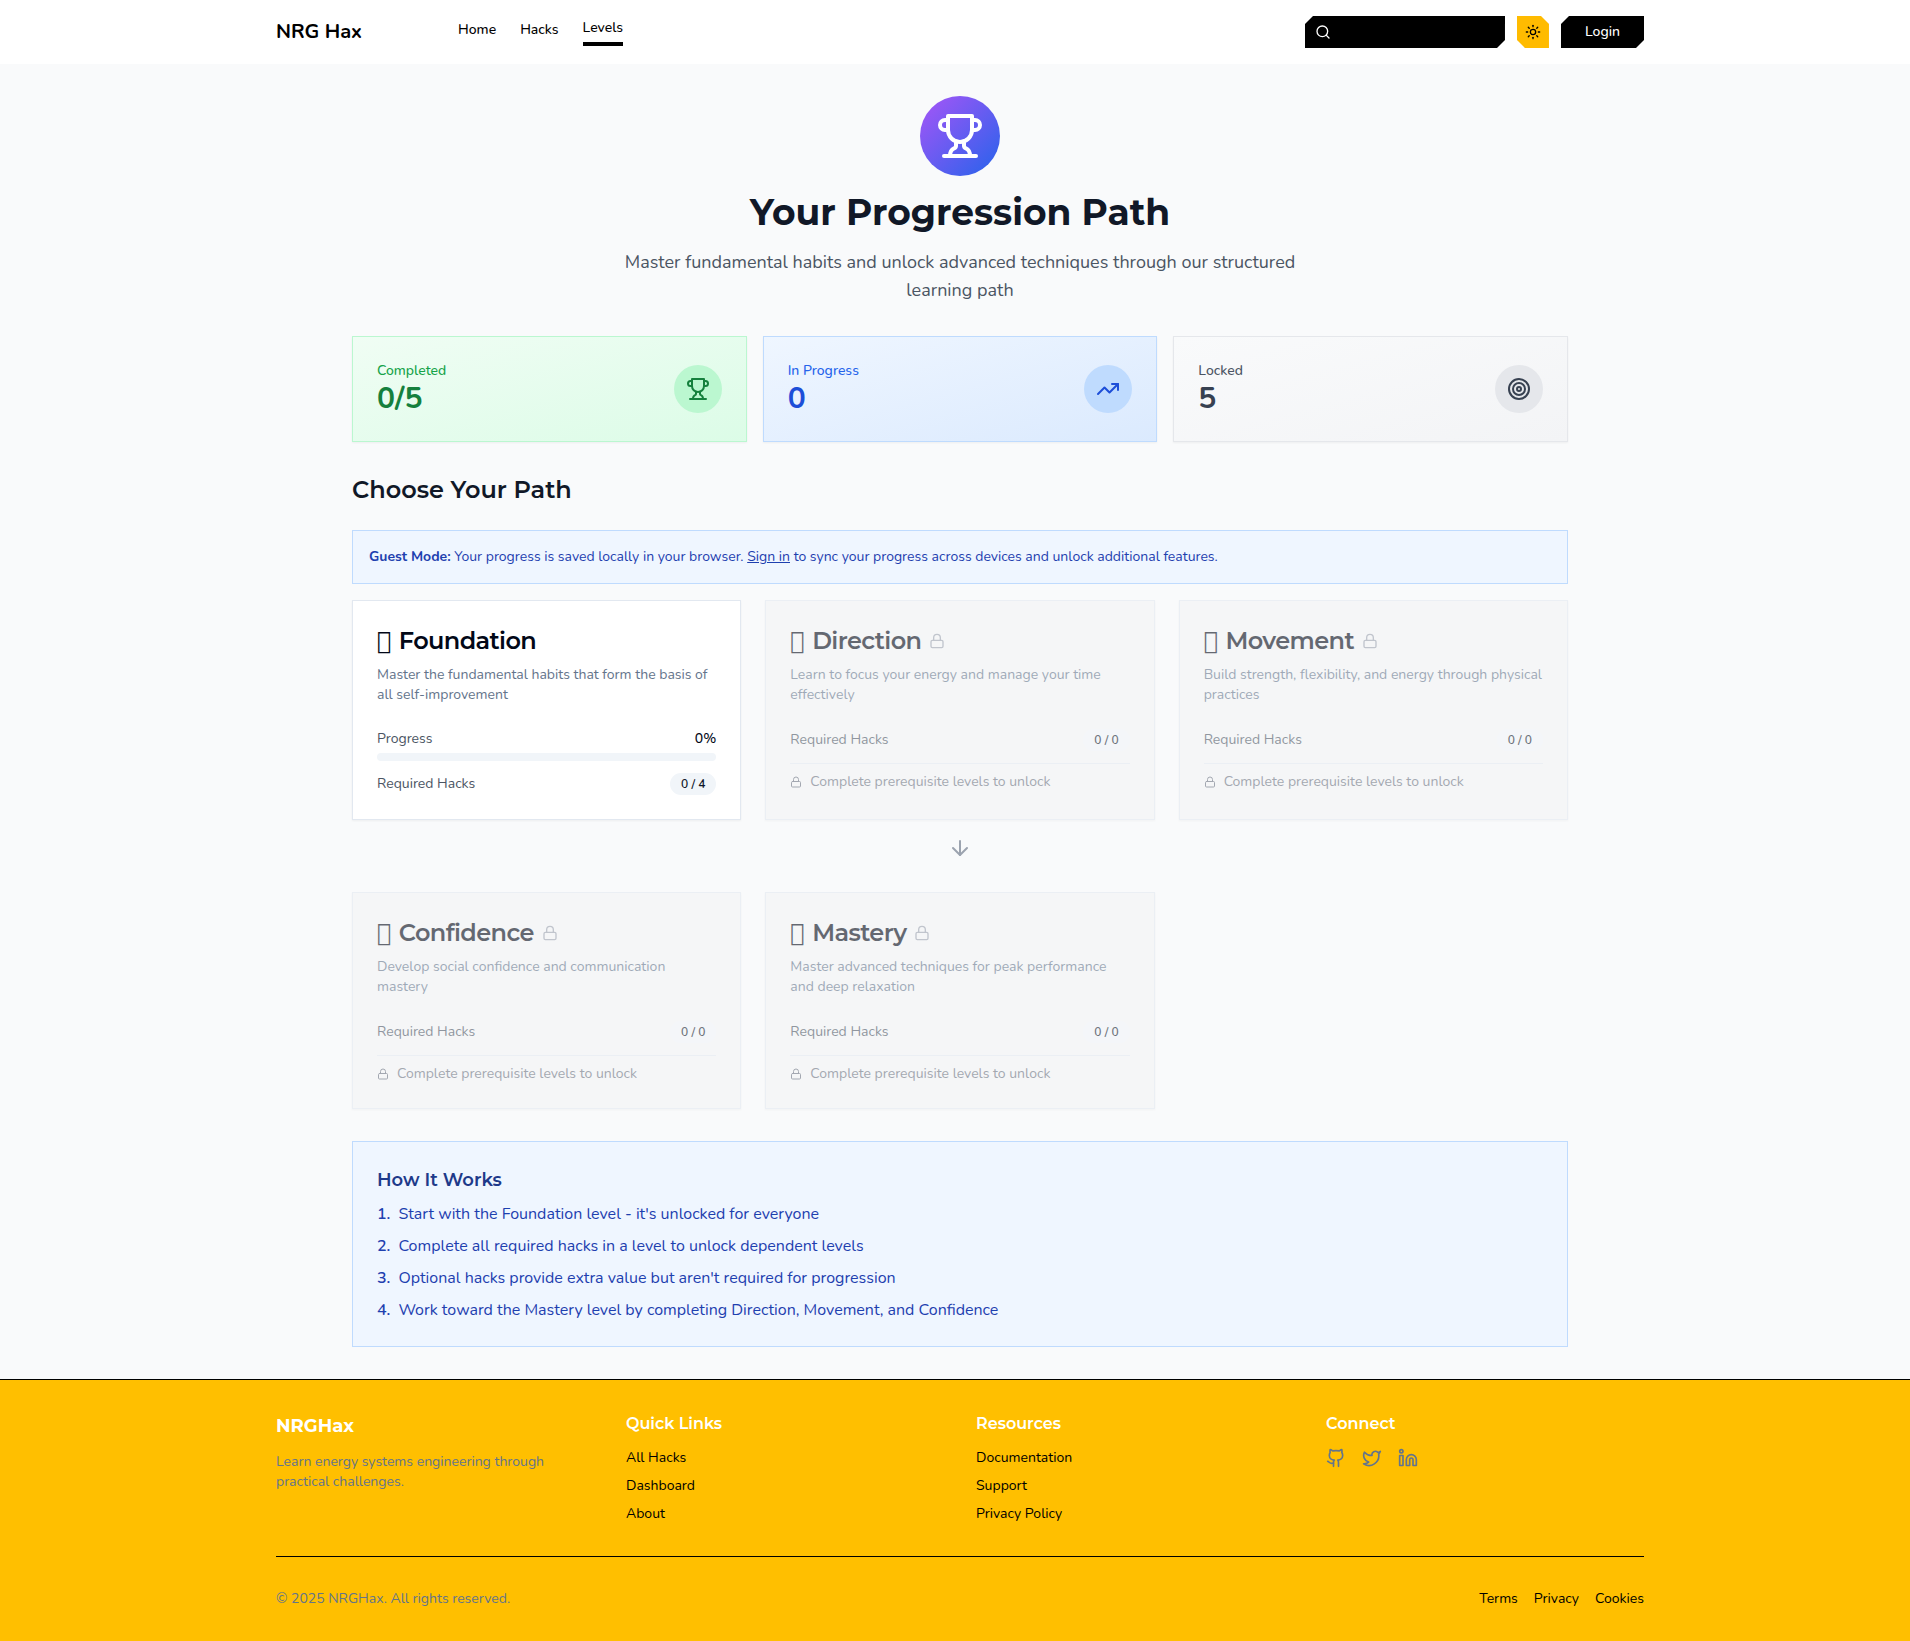 NRG Hax
Home
Hacks
Levels
Login
Your Progression Path
Master fundamental habits and unlock advanced techniques through our structured
learning path
Completed
0/5
In Progress
0
Locked
5
Choose Your Path
Guest Mode: Your progress is saved locally in your browser. Sign in to sync your progress across devices and unlock additional features.
Foundation
Master the fundamental habits that form the basis of
all self-improvement
Progress
0%
Required Hacks
0 / 4
Direction
Learn to focus your energy and manage your time
effectively
Required Hacks
0 / 0
Complete prerequisite levels to unlock
Movement
Build strength, flexibility, and energy through physical
practices
Required Hacks
0 / 0
Complete prerequisite levels to unlock
Confidence
Develop social confidence and communication
mastery
Required Hacks
0 / 0
Complete prerequisite levels to unlock
Mastery
Master advanced techniques for peak performance
and deep relaxation
Required Hacks
0 / 0
Complete prerequisite levels to unlock
How It Works
1. Start with the Foundation level - it's unlocked for everyone
2. Complete all required hacks in a level to unlock dependent levels
3. Optional hacks provide extra value but aren't required for progression
4. Work toward the Mastery level by completing Direction, Movement, and Confidence
NRGHax
Learn energy systems engineering through
practical challenges.
Quick Links
All Hacks
Dashboard
About
Resources
Documentation
Support
Privacy Policy
Connect
© 2025 NRGHax. All rights reserved.
Terms
Privacy
Cookies